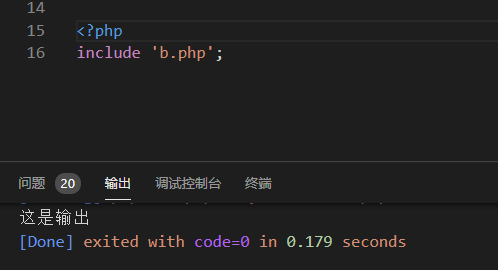 14
15 <?php
16 include 'b.php';
问题 20 输出 调试控制台 终端
这是输出
[Done] exited with code=0 in 0.179 seconds